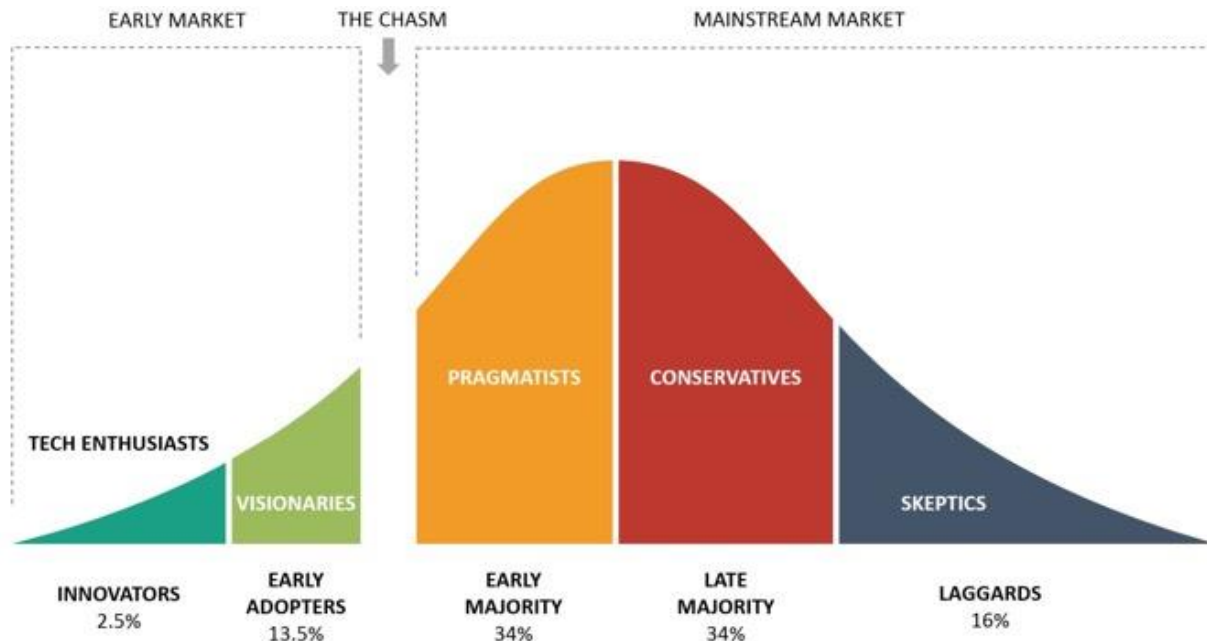 EARLY MARKET
THE CHASM
MAINSTREAM MARKET
TECH ENTHUSIASTS
VISIONARIES
PRAGMATISTS
CONSERVATIVES
SKEPTICS
INNOVATORS
2.5%
EARLY
ADOPTERS
13.5%
EARLY
MAJORITY
34%
LATE
MAJORITY
34%
LAGGARDS
16%